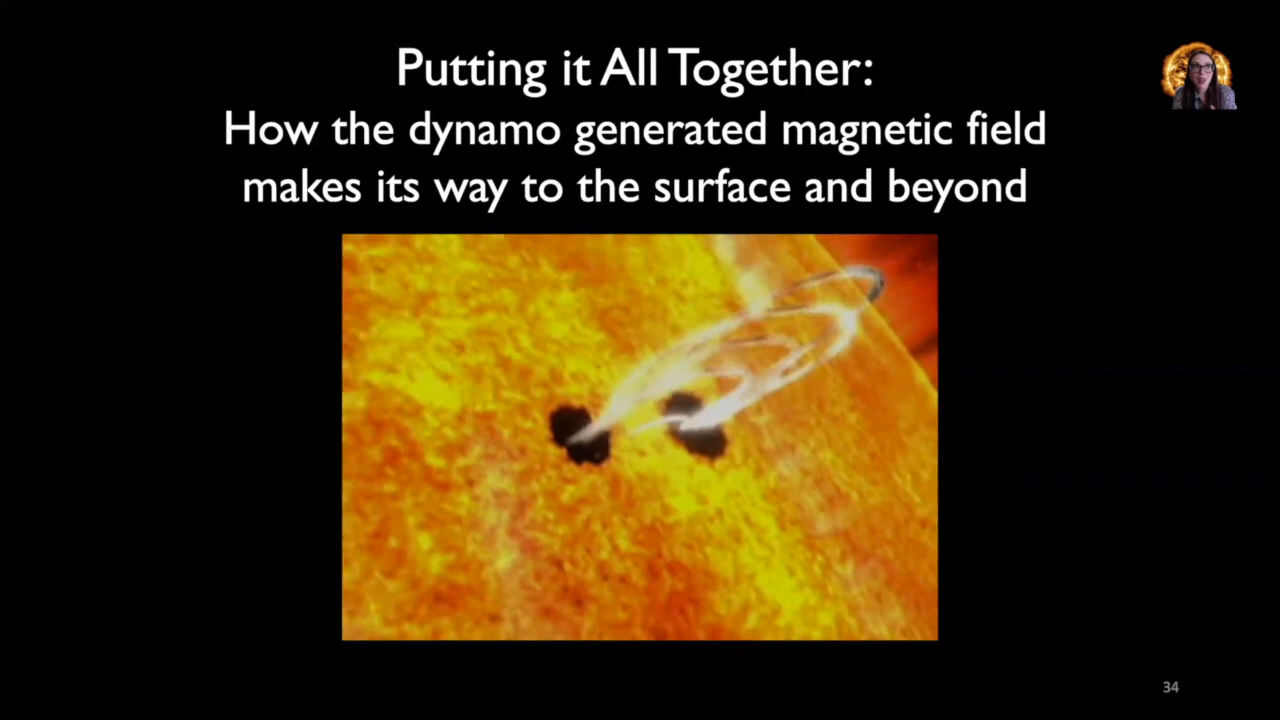 Putting it All Together:
How the dynamo generated magnetic field
makes its way to the surface and beyond
34